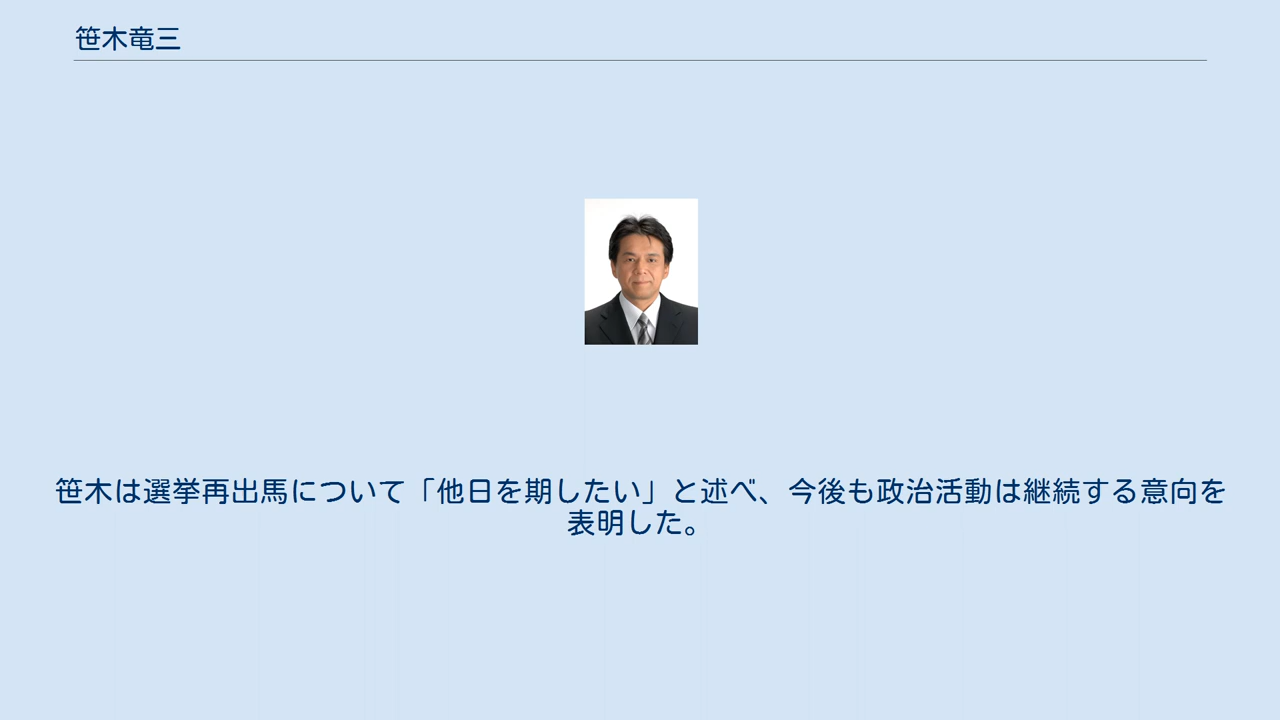 笹木竜三
笹木は選挙再出馬について「他日を期したい」と述べ、今後も政治活動は継続する意向を
表明した。